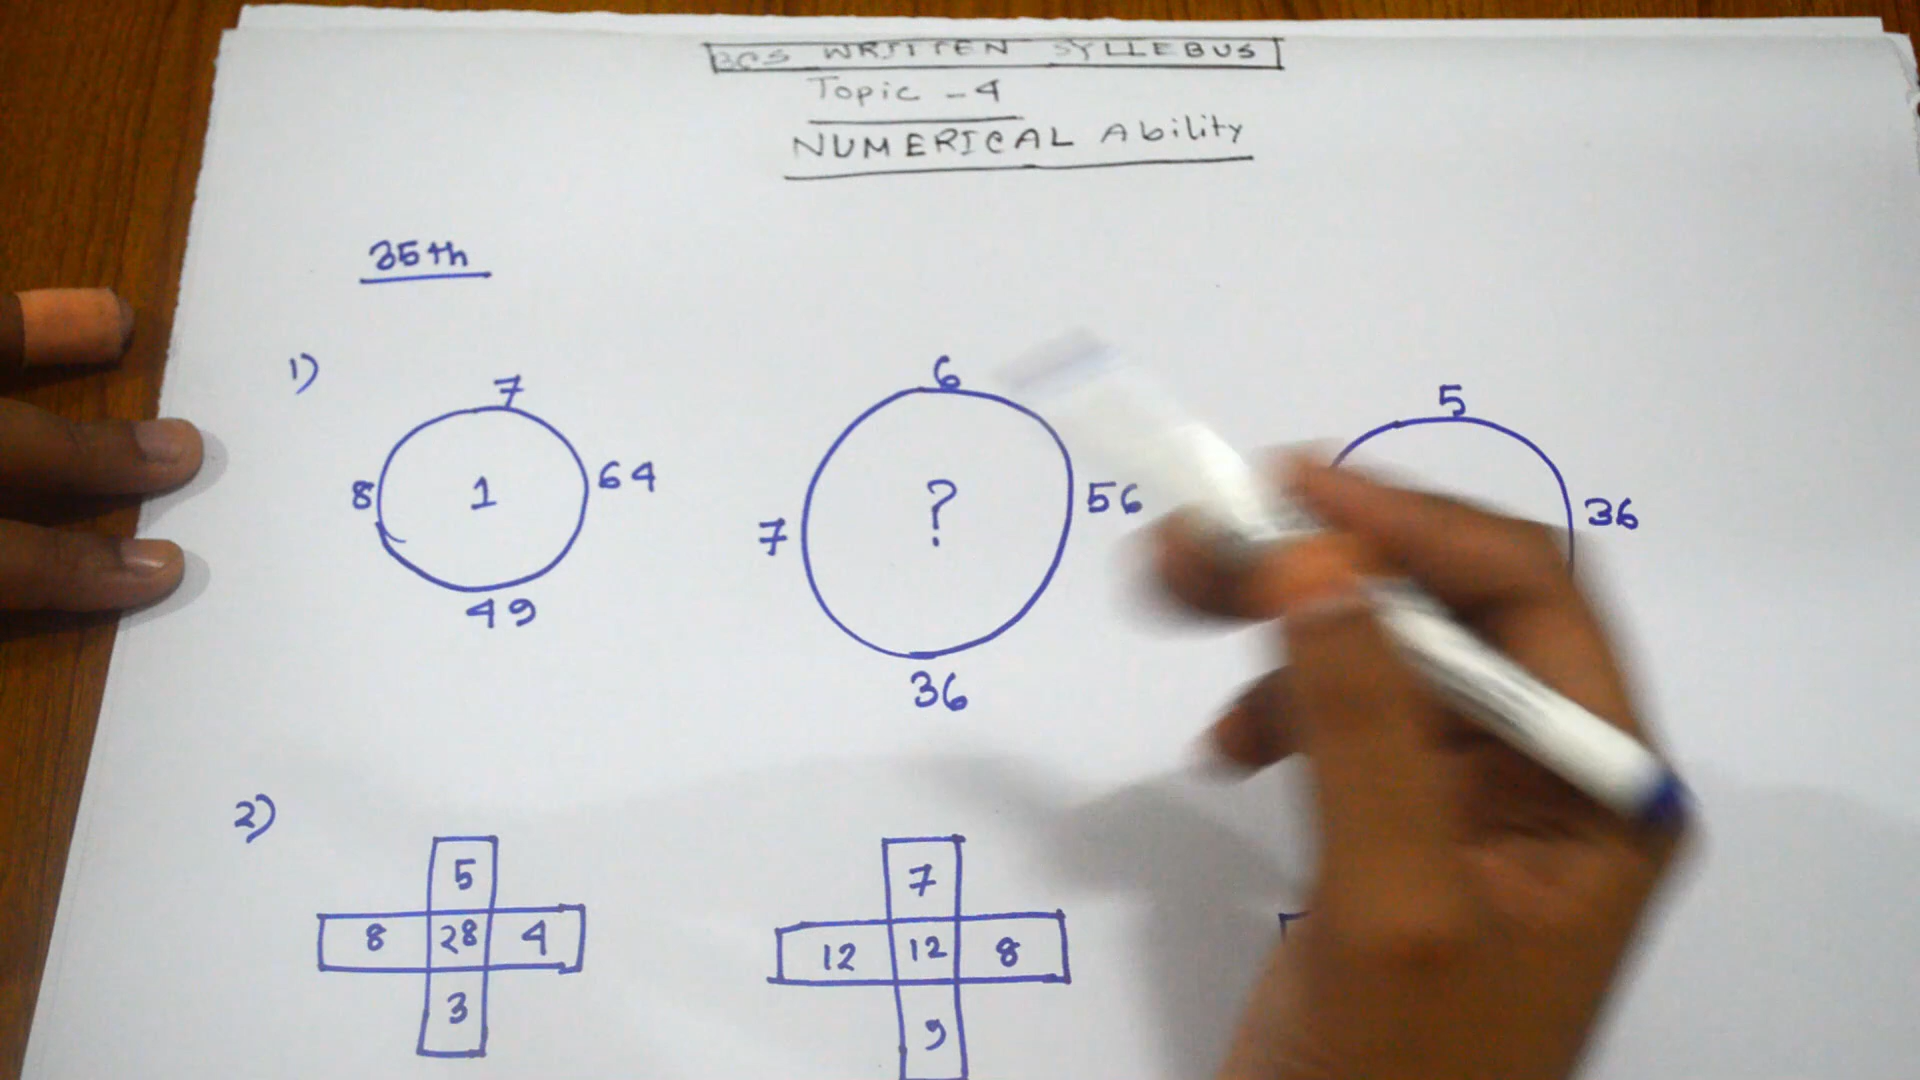 BCS WRITTEN SYLLEBUS
Topic - 4
NUMERICAL Ability
35th
1)
7
8 1 64
49
6
7 ? 56
36
5
36
2)
5
8 28 4
3
7
12 12 8
9